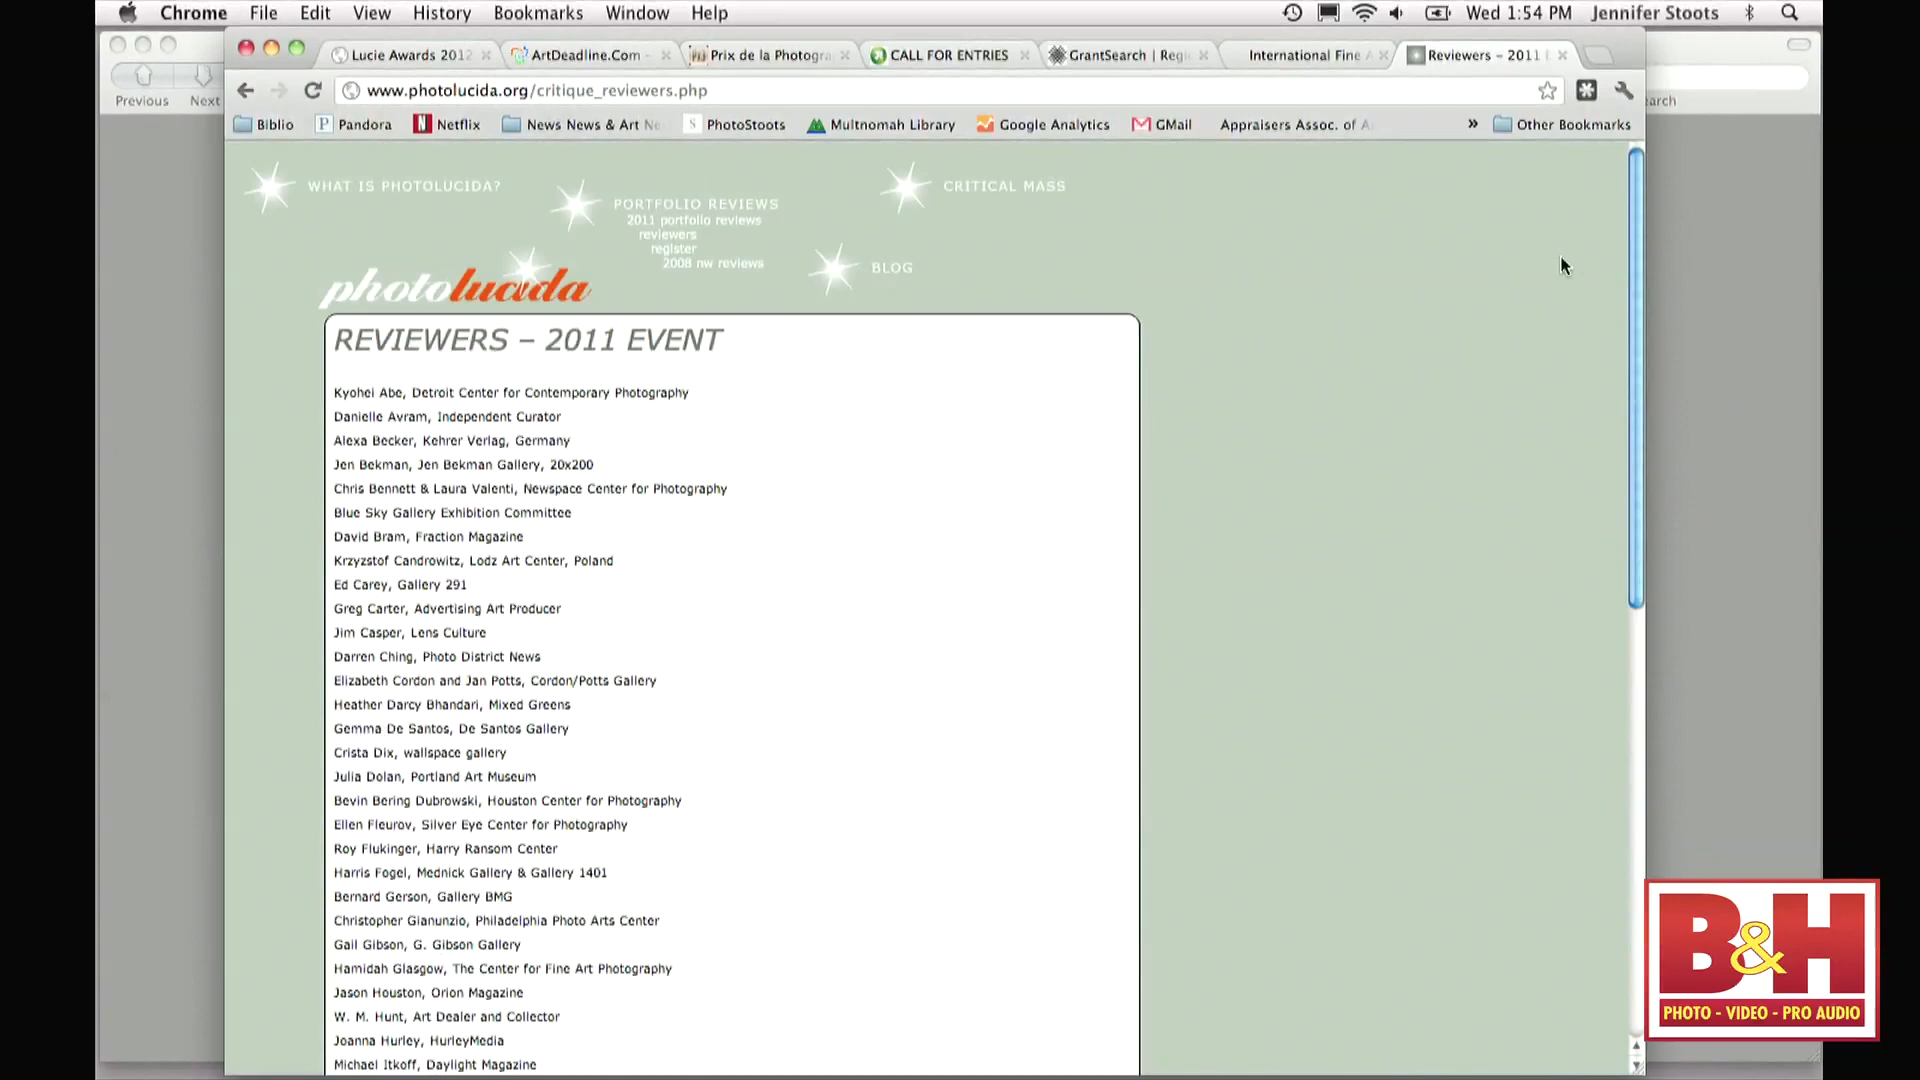 Chrome File Edit View History Bookmarks Window Help Wed 1:54 PM Jennifer Stoots
Lucie Awards 2012 ArtDeadline.Com - Prix de la Photogra CALL FOR ENTRIES GrantSearch | Regi International Fine A Reviewers – 2011
Previous Next www.photolucida.org/critique_reviewers.php earch
Biblio Pandora Netflix News News & Art Ne PhotoStoots Multnomah Library Google Analytics GMail Appraisers Assoc. of A » Other Bookmarks
WHAT IS PHOTOLUCIDA? CRITICAL MASS
PORTFOLIO REVIEWS
2011 portfolio reviews
reviewers
register
2008 nw reviews
BLOG
photolucida
REVIEWERS – 2011 EVENT
Kyohei Abe, Detroit Center for Contemporary Photography
Danielle Avram, Independent Curator
Alexa Becker, Kehrer Verlag, Germany
Jen Bekman, Jen Bekman Gallery, 20x200
Chris Bennett & Laura Valenti, Newspace Center for Photography
Blue Sky Gallery Exhibition Committee
David Bram, Fraction Magazine
Krzyzstof Candrowitz, Lodz Art Center, Poland
Ed Carey, Gallery 291
Greg Carter, Advertising Art Producer
Jim Casper, Lens Culture
Darren Ching, Photo District News
Elizabeth Cordon and Jan Potts, Cordon/Potts Gallery
Heather Darcy Bhandari, Mixed Greens
Gemma De Santos, De Santos Gallery
Crista Dix, wallspace gallery
Julia Dolan, Portland Art Museum
Bevin Bering Dubrowski, Houston Center for Photography
Ellen Fleurov, Silver Eye Center for Photography
Roy Flukinger, Harry Ransom Center
Harris Fogel, Mednick Gallery & Gallery 1401
Bernard Gerson, Gallery BMG
Christopher Gianunzio, Philadelphia Photo Arts Center
Gail Gibson, G. Gibson Gallery
Hamidah Glasgow, The Center for Fine Art Photography
Jason Houston, Orion Magazine
W. M. Hunt, Art Dealer and Collector
Joanna Hurley, HurleyMedia
Michael Itkoff, Daylight Magazine
B&H
PHOTO - VIDEO - PRO AUDIO